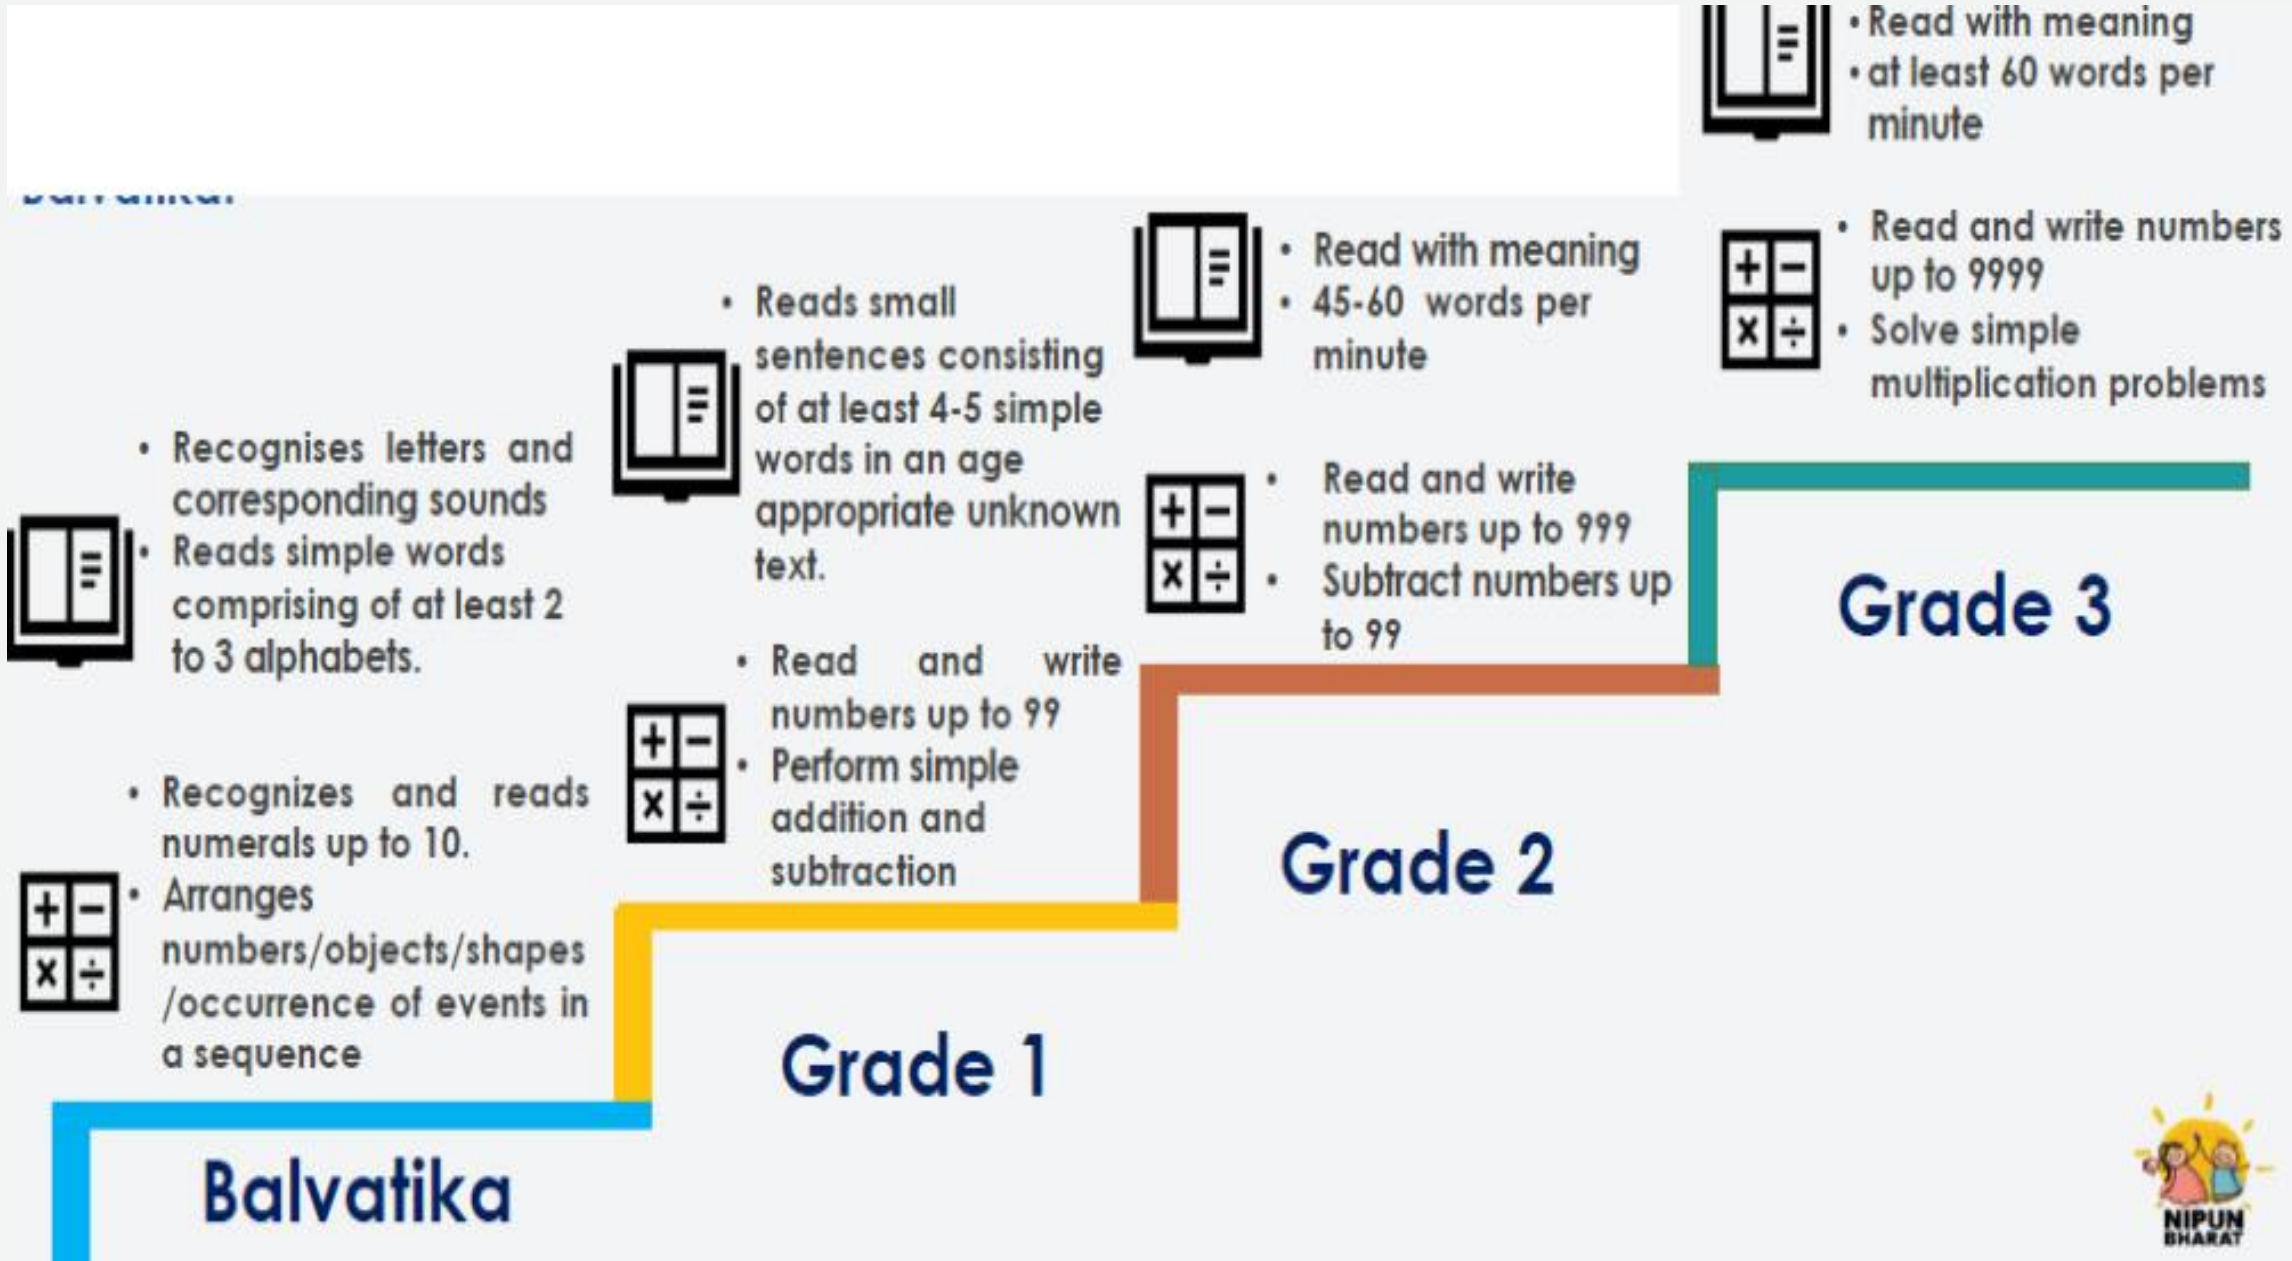 • Recognises letters and
corresponding sounds
• Reads simple words
comprising of at least 2
to 3 alphabets.
• Recognizes and reads
numerals up to 10.
• Arranges
numbers/objects/shapes
/occurrence of events in
a sequence
Balvatika
• Reads small
sentences consisting
of at least 4-5 simple
words in an age
appropriate unknown
text.
• Read and write
numbers up to 99
• Perform simple
addition and
subtraction
Grade 1
• Read with meaning
• 45-60 words per
minute
• Read and write
numbers up to 999
• Subtract numbers up
to 99
Grade 2
• Read with meaning
• at least 60 words per
minute
• Read and write numbers
up to 9999
• Solve simple
multiplication problems
Grade 3
NIPUN
BHARAT